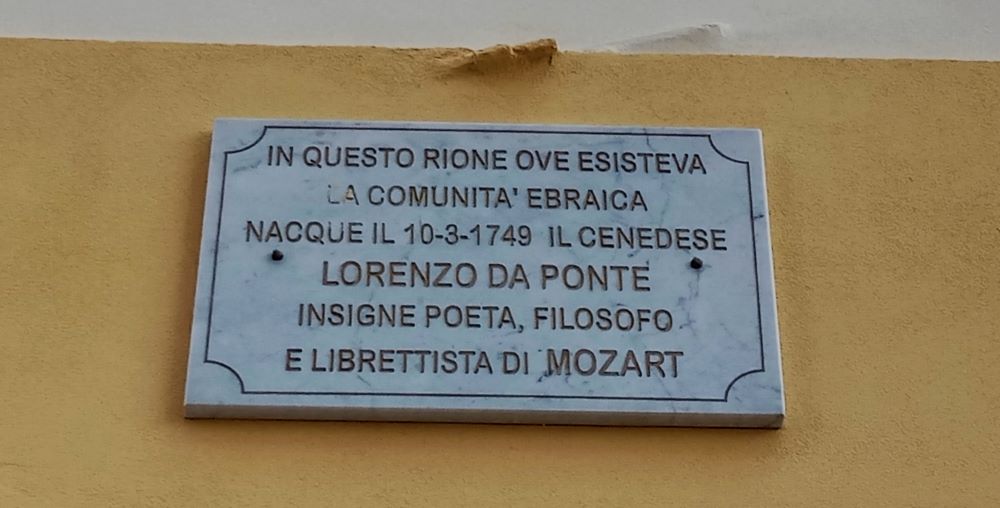 IN QUESTO RIONE OVE ESISTEVA
LA COMUNITA' EBRAICA
NACQUE IL 10-3-1749 IL CENEDESE
LORENZO DA PONTE
INSIGNE POETA, FILOSOFO
E LIBRETTISTA DI MOZART